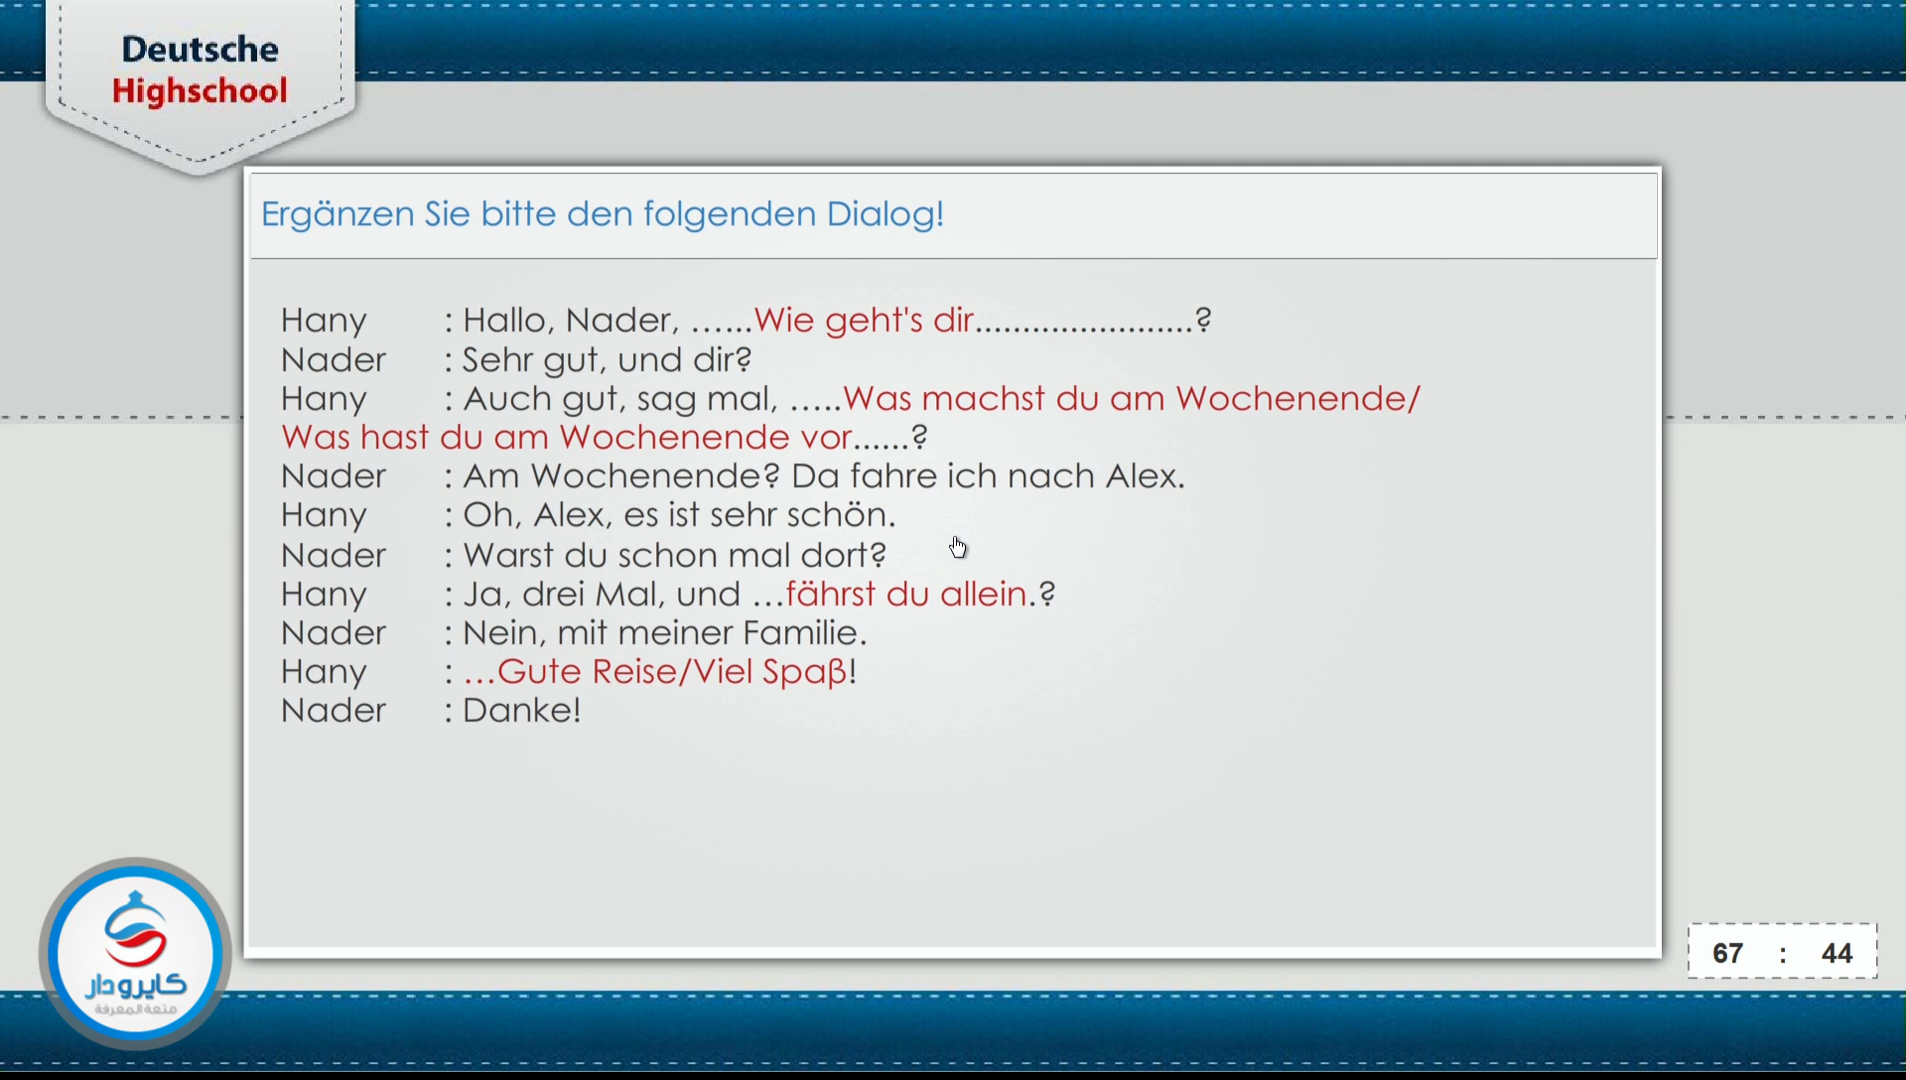 Deutsche
Highschool
Ergänzen Sie bitte den folgenden Dialog!
Hany : Hallo, Nader, …...Wie geht's dir.......................?
Nader : Sehr gut, und dir?
Hany : Auch gut, sag mal, …..Was machst du am Wochenende/
Was hast du am Wochenende vor......?
Nader : Am Wochenende? Da fahre ich nach Alex.
Hany : Oh, Alex, es ist sehr schön.
Nader : Warst du schon mal dort?
Hany : Ja, drei Mal, und …fährst du allein.?
Nader : Nein, mit meiner Familie.
Hany : …Gute Reise/Viel Spaß!
Nader : Danke!
كايرودار
متعة المعرفة
67 : 44